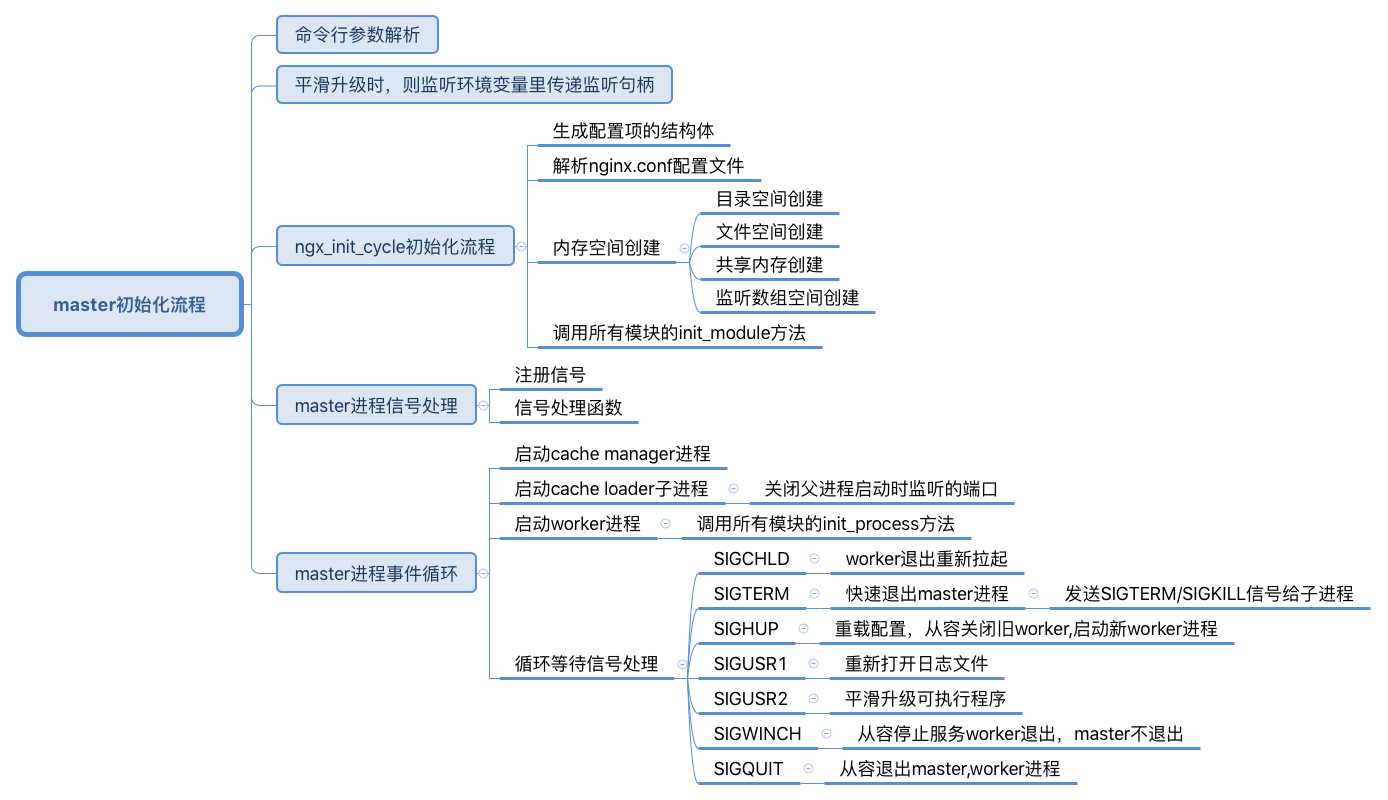 命令行参数解析
平滑升级时，则监听环境变量里传递监听句柄
生成配置项的结构体
解析nginx.conf配置文件
目录空间创建
文件空间创建
ngx_init_cycle初始化流程
内存空间创建
共享内存创建
监听数组空间创建
master初始化流程
调用所有模块的init_module方法
注册信号
master进程信号处理
信号处理函数
启动cache manager进程
启动cache loader子进程
关闭父进程启动时监听的端口
启动worker进程
调用所有模块的init_process方法
master进程事件循环
SIGCHLD
worker退出重新拉起
SIGTERM
快速退出master进程
发送SIGTERM/SIGKILL信号给子进程
SIGHUP
重载配置，从容关闭旧worker,启动新worker进程
循环等待信号处理
SIGUSR1
重新打开日志文件
SIGUSR2
平滑升级可执行程序
SIGWINCH
从容停止服务worker退出，master不退出
SIGQUIT
从容退出master,worker进程